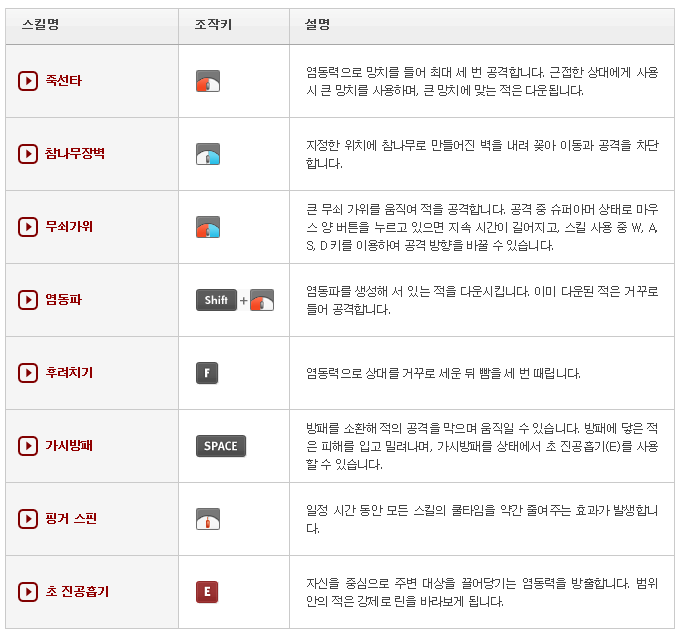 스킬명 조작키 설명
죽선타
염동력으로 망치를 들어 최대 세 번 공격합니다. 근접한 상대에게 사용
시 큰 망치를 사용하며, 큰 망치에 맞는 적은 다운됩니다.
참나무장벽
지정한 위치에 참나무로 만들어진 벽을 내려 꽂아 이동과 공격을 차단
합니다.
무쇠가위
큰 무쇠 가위를 움직여 적을 공격합니다. 공격 중 슈퍼아머 상태로 마우
스 양 버튼을 누르고 있으면 지속 시간이 길어지고, 스킬 사용 중 W, A,
S, D 키를 이용하여 공격 방향을 바꿀 수 있습니다.
염동파 Shift +
염동파를 생성해 서 있는 적을 다운시킵니다. 이미 다운된 적은 거꾸로
들어 공격합니다.
후려치기 F 염동력으로 상대를 거꾸로 세운 뒤 뺨을 세 번 때립니다.
가시방패 SPACE
방패를 소환해 적의 공격을 막으며 움직일 수 있습니다. 방패에 닿은 적
은 피해를 입고 밀려나며, 가시방패를 상태에서 초 진공흡기(E)를 사용
할 수 있습니다.
핑거 스핀
일정 시간 동안 모든 스킬의 쿨타임을 약간 줄여주는 효과가 발생합니
다.
초 진공흡기 E
자신을 중심으로 주변 대상을 끌어당기는 염동력을 방출합니다. 범위
안의 적은 강제로 린을 바라보게 됩니다.